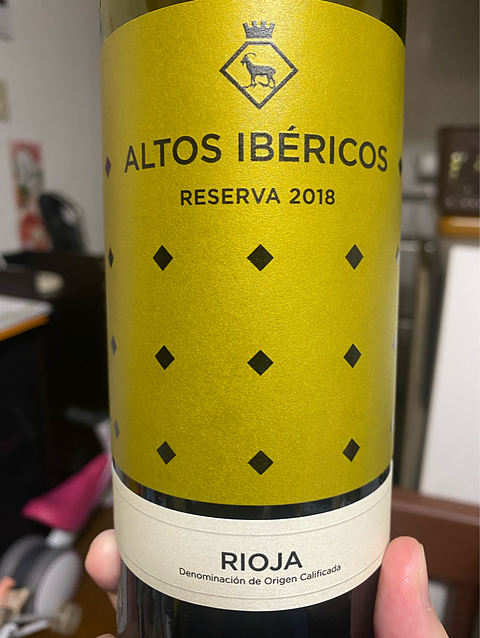 ALTOS IBÉRICOS
RESERVA 2018
RIOJA
Denominación de Origen Calificada